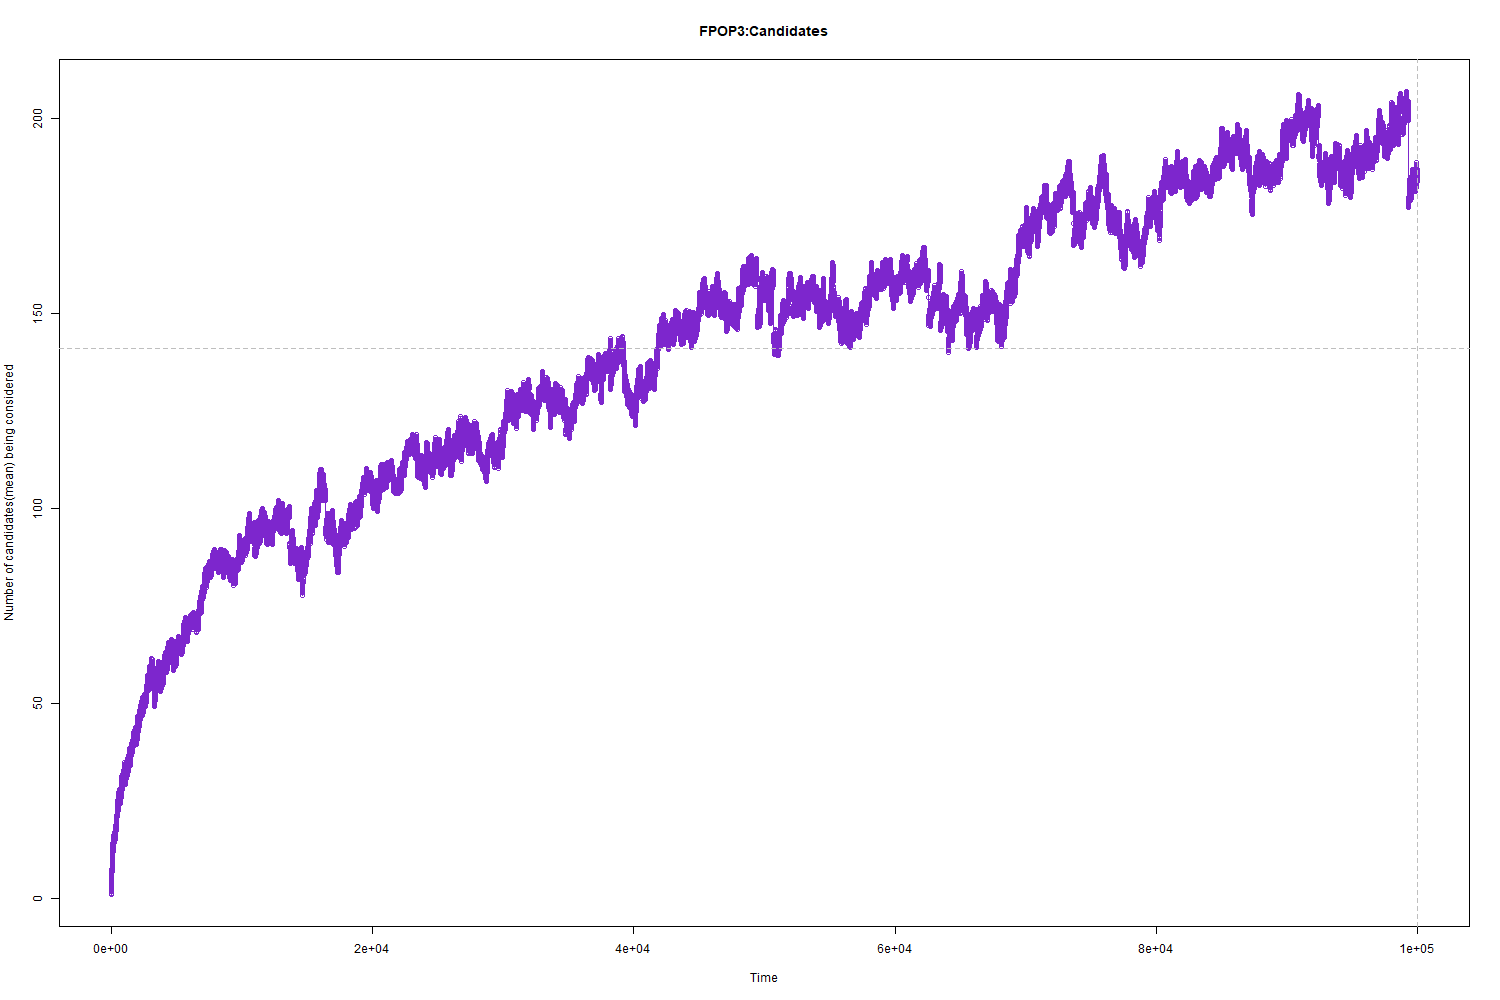 FPOP3:Candidates
Number of candidates(mean) being considered
200
150
100
50
0
0e+00 2e+04 4e+04 6e+04 8e+04 1e+05
Time